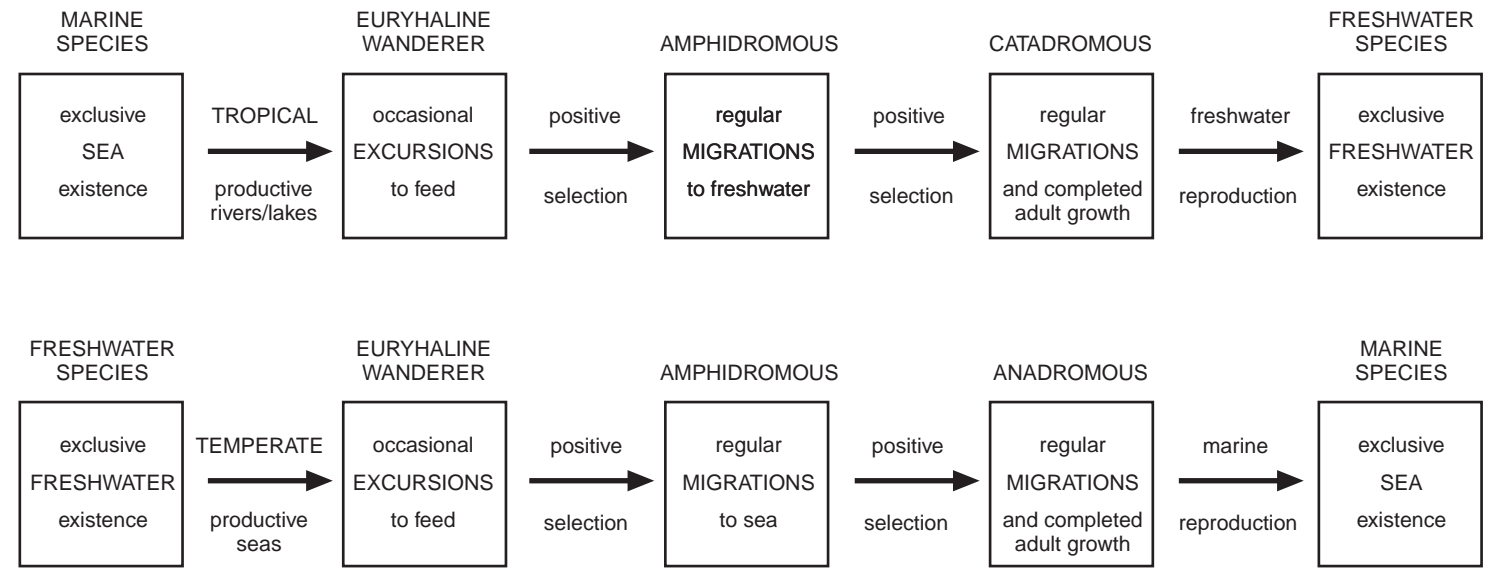 MARINE
SPECIES
EURYHALINE
WANDERER
AMPHIDROMOUS
CATADROMOUS
FRESHWATER
SPECIES
exclusive
SEA
existence
TROPICAL
productive
rivers/lakes
occasional
EXCURSIONS
to feed
positive
selection
regular
MIGRATIONS
to freshwater
positive
selection
regular
MIGRATIONS
and completed
adult growth
freshwater
reproduction
exclusive
FRESHWATER
existence
FRESHWATER
SPECIES
EURYHALINE
WANDERER
AMPHIDROMOUS
ANADROMOUS
MARINE
SPECIES
exclusive
FRESHWATER
existence
TEMPERATE
productive
seas
occasional
EXCURSIONS
to feed
positive
selection
regular
MIGRATIONS
to sea
positive
selection
regular
MIGRATIONS
and completed
adult growth
marine
reproduction
exclusive
SEA
existence